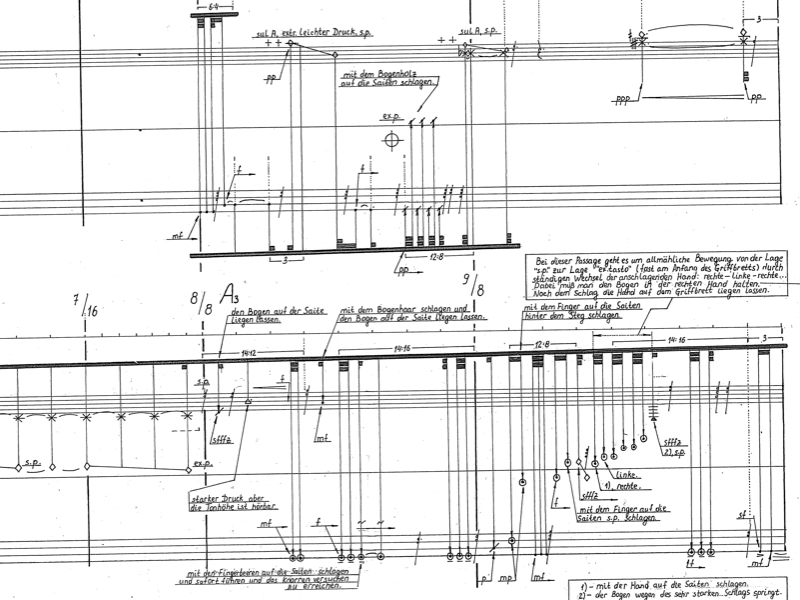 6:4
sul A, extr. leichter Druck, s.p.
sul A, s.p.
3
pp
mit dem Bogenholz
auf die Saiten schlagen.
ppp
pp
ex.p.
f
f
mf
3
12:8
pp
Bei dieser Passage geht es um allmähliche Bewegung von der Lage
"s.p." zur Lage "ex.tasto" (fast am Anfang des Griffbretts) durch
ständigen Wechsel der anschlagenden Hand: rechte-linke-rechte...
Dabei muß man den Bogen in der rechten Hand halten.
Noch dem Schlag, die Hand auf dem Griffbrett liegen lassen.
7/16
8/8
A3
9/8
den Bogen auf der Saite
liegen lassen.
mit dem Bogenhaar schlagen und
den Bogen auf der Saite liegen lassen.
mit dem Finger auf die Saiten
hinter dem Steg schlagen.
14:12
14:16
12:8
14:16
3
s.p.
f
sfffz
mf
sfffz
2), s.p.
s.p.
ex.p.
linke.
1), rechte.
sfffz
f
starker Druck, aber
die Tonhöhe ist hörbar.
mit dem Finger auf die
Saiten s.p. schlagen.
mf
f
sf
mit den Fingerbeeren auf die Saiten schlagen
und sofort führen und das Knorren versuchen
zu erreichen.
p
mp
mf
ff
mf
1)- mit der Hand auf die Saiten schlagen.
2)- der Bogen wegen des sehr starken Schlags springt.